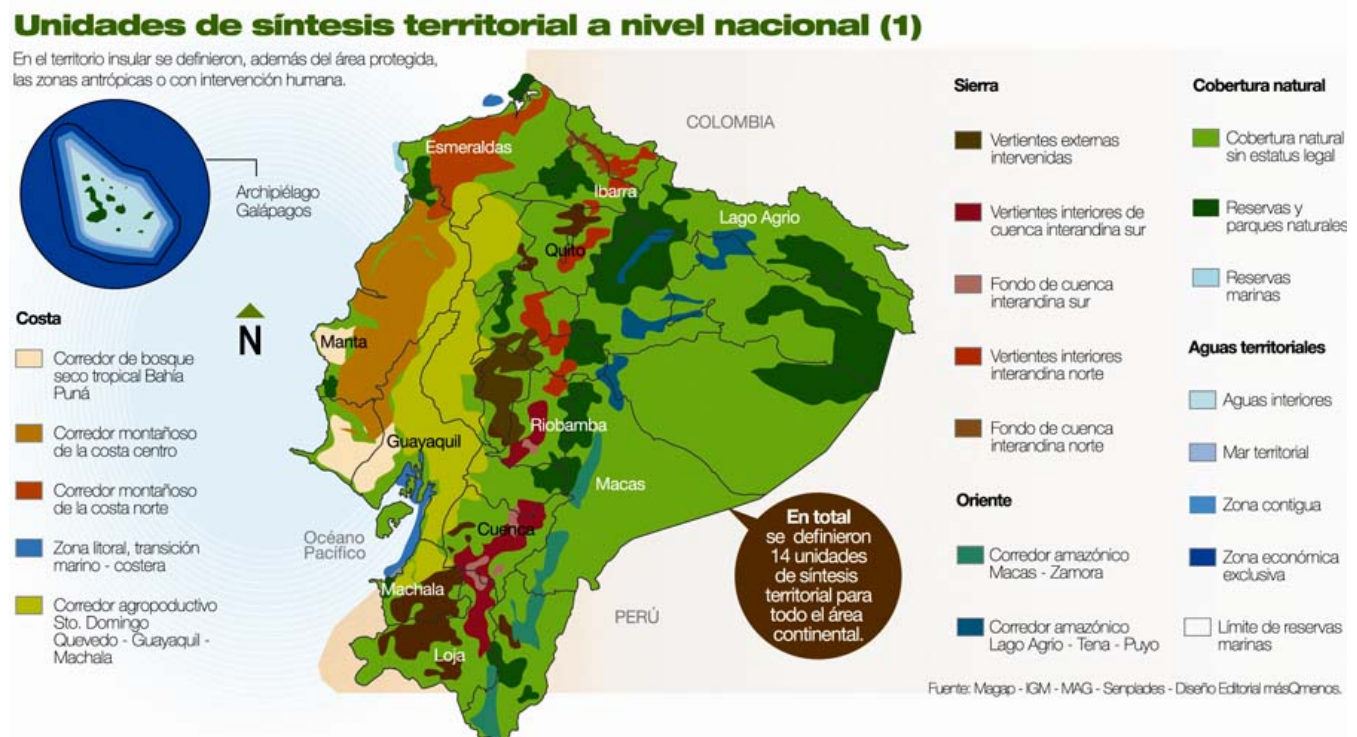 Unidades de síntesis territorial a nivel nacional (1)
En el territorio insular se definieron, además del área protegida,
las zonas antrópicas o con intervención humana.
Archipiélago
Galápagos
N
Costa
Corredor de bosque
seco tropical Bahía
Puná
Corredor montañoso
de la costa centro
Corredor montañoso
de la costa norte
Zona litoral, transición
marino - costera
Corredor agropoductivo
Sto. Domingo
Quevedo - Guayaquil -
Machala
COLOMBIA
Esmeraldas
Ibarra
Lago Agrio
Quito
Manta
Riobamba
Guayaquil
Macas
Cuenca
Océano
Pacífico
Machala
Loja
PERÚ
En total
se definieron
14 unidades
de síntesis
territorial para
todo el área
continental.
Sierra
Vertientes externas
intervenidas
Vertientes interiores de
cuenca interandina sur
Fondo de cuenca
interandina sur
Vertientes interiores
interandina norte
Fondo de cuenca
interandina norte
Oriente
Corredor amazónico
Macas - Zamora
Corredor amazónico
Lago Agrio - Tena - Puyo
Cobertura natural
Cobertura natural
sin estatus legal
Reservas y
parques naturales
Reservas
marinas
Aguas territoriales
Aguas interiores
Mar territorial
Zona contigua
Zona económica
exclusiva
Límite de reservas
marinas
Fuente: Magap - IGM - MAG - Senplades - Diseño Editorial másQmenos.